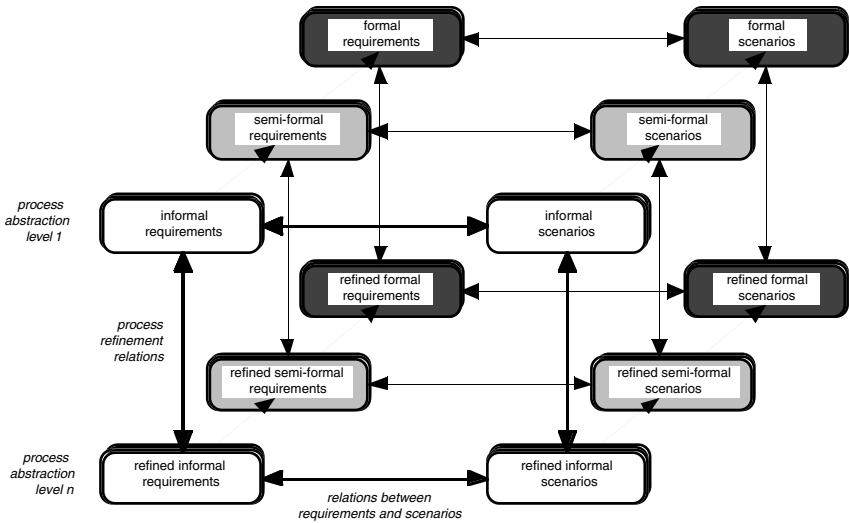 formal
requirements
formal
scenarios
semi-formal
requirements
semi-formal
scenarios
process
abstraction
level 1
informal
requirements
informal
scenarios
refined formal
requirements
refined formal
scenarios
process
refinement
relations
refined semi-formal
requirements
refined semi-formal
scenarios
process
abstraction
level n
refined informal
requirements
refined informal
scenarios
relations between
requirements and scenarios